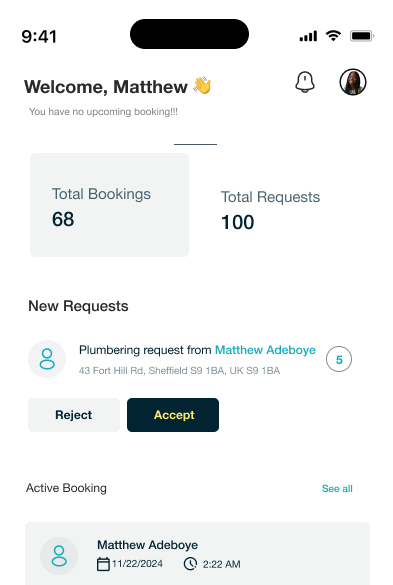 9:41
Welcome, Matthew 👋
You have no upcoming booking!!!
Total Bookings
68
Total Requests
100
New Requests
Plumbering request from Matthew Adeboye
43 Fort Hill Rd, Sheffield S9 1BA, UK S9 1BA
5
Reject
Accept
Active Booking
See all
Matthew Adeboye
11/22/2024
2:22 AM